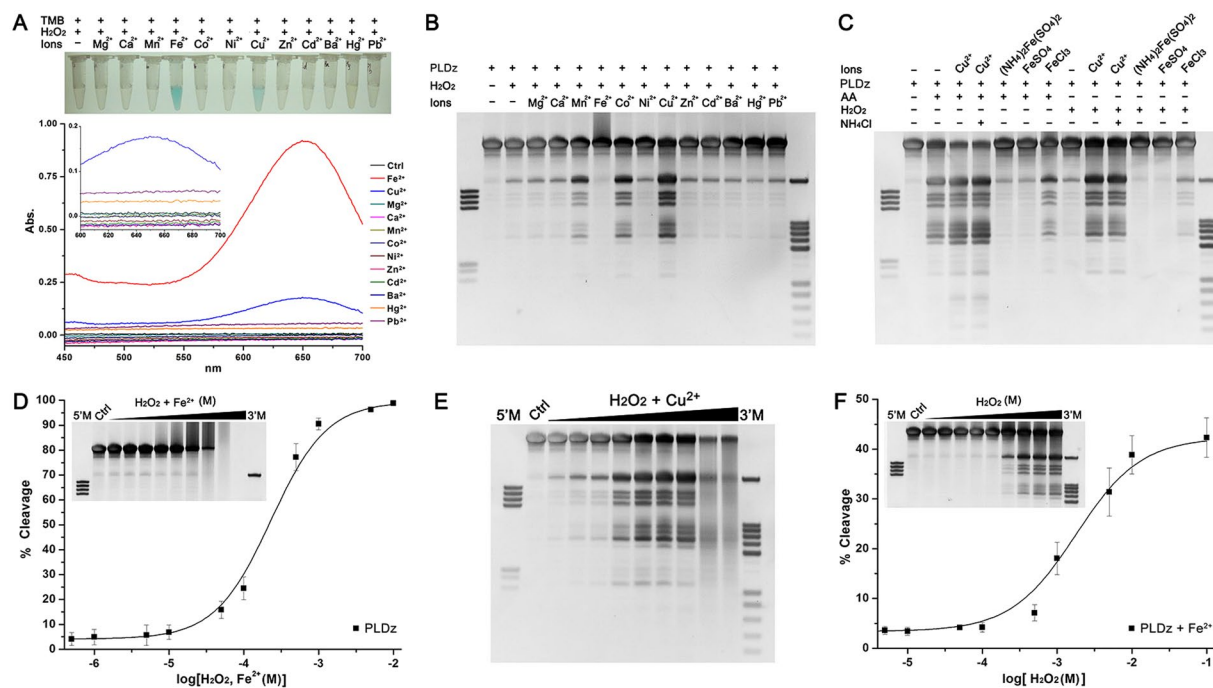 A
TMB + + + + + + + + + + + + +
H₂O₂ + + + + + + + + + + + + +
Ions − Mg²⁺ Ca²⁺ Mn²⁺ Fe²⁺ Co²⁺ Ni²⁺ Cu²⁺ Zn²⁺ Cd²⁺ Ba²⁺ Hg²⁺ Pb²⁺
1.00
0.75
0.50
0.25
0.00
Abs.
0.2
0.1
0.0
600 620 640 660 680 700
450 500 550 600 650 700
nm
Ctrl
Fe²⁺
Cu²⁺
Mg²⁺
Ca²⁺
Mn²⁺
Co²⁺
Ni²⁺
Zn²⁺
Cd²⁺
Ba²⁺
Hg²⁺
Pb²⁺
B
PLDz + + + + + + + + + + + + + +
H₂O₂ − + + + + + + + + + + + + +
Ions − − Mg²⁺ Ca²⁺ Mn²⁺ Fe²⁺ Co²⁺ Ni²⁺ Cu²⁺ Zn²⁺ Cd²⁺ Ba²⁺ Hg²⁺ Pb²⁺
C
Ions − − Cu²⁺ Cu²⁺ (NH4)2Fe(SO4)2 FeSO4 FeCl3 − Cu²⁺ Cu²⁺ (NH4)2Fe(SO4)2 FeSO4 FeCl3
PLDz + + + + + + + + + + + + +
AA − + + + + + + − − − − − −
H₂O₂ − − − − − − − + + + + + +
NH4Cl − − − + − − − − − + − − −
D
100
90
80
70
60
50
40
30
20
10
0
% Cleavage
5'M Ctrl H₂O₂ + Fe²⁺ (M) 3'M
PLDz
-6 -5 -4 -3 -2
log[H₂O₂, Fe²⁺(M)]
E
5'M Ctrl H₂O₂ + Cu²⁺ 3'M
F
50
40
30
20
10
0
% Cleavage
5'M Ctrl H₂O₂ (M) 3'M
PLDz + Fe²⁺
-5 -4 -3 -2 -1
log[ H₂O₂(M)]